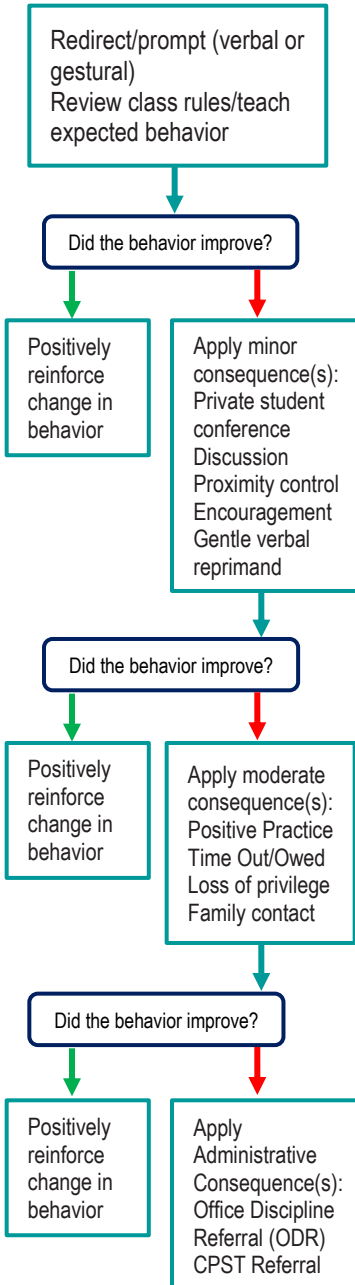 Redirect/prompt (verbal or
gestural)
Review class rules/teach
expected behavior
Did the behavior improve?
Positively
reinforce
change in
behavior
Apply minor
consequence(s):
Private student
conference
Discussion
Proximity control
Encouragement
Gentle verbal
reprimand
Did the behavior improve?
Positively
reinforce
change in
behavior
Apply moderate
consequence(s):
Positive Practice
Time Out/Owed
Loss of privilege
Family contact
Did the behavior improve?
Positively
reinforce
change in
behavior
Apply
Administrative
Consequence(s):
Office Discipline
Referral (ODR)
CPST Referral